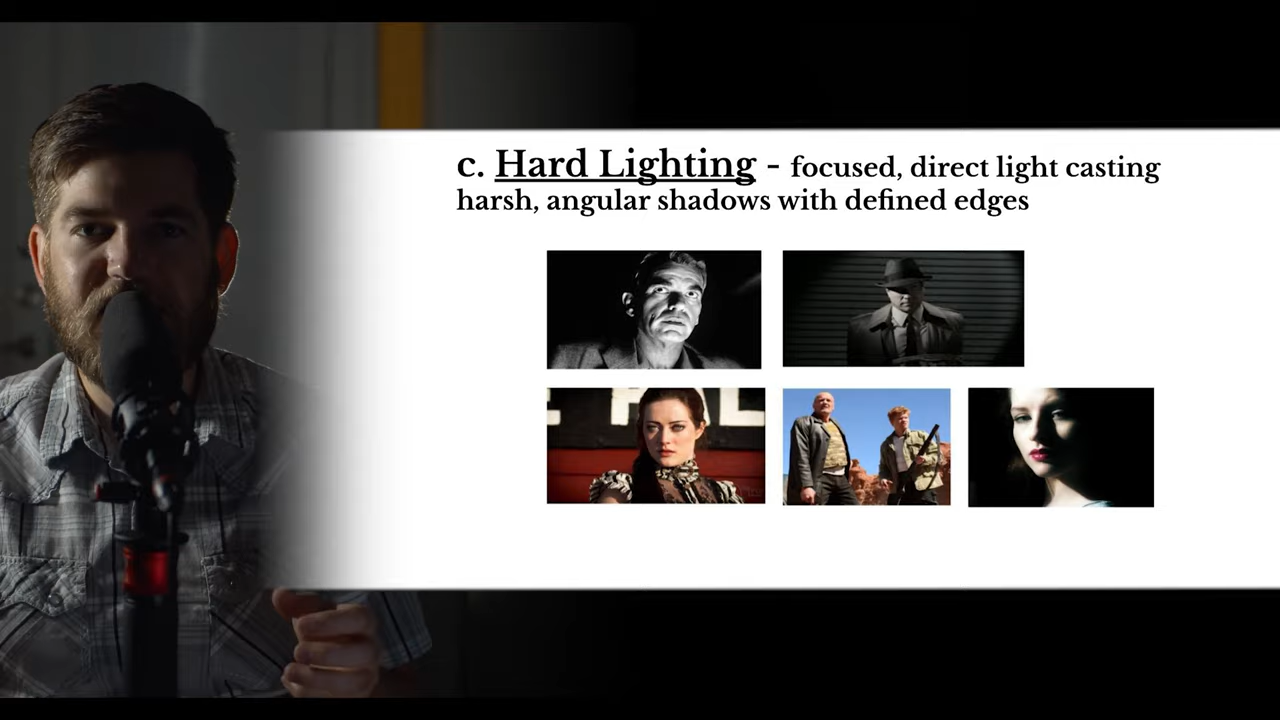 c. Hard Lighting - focused, direct light casting
harsh, angular shadows with defined edges